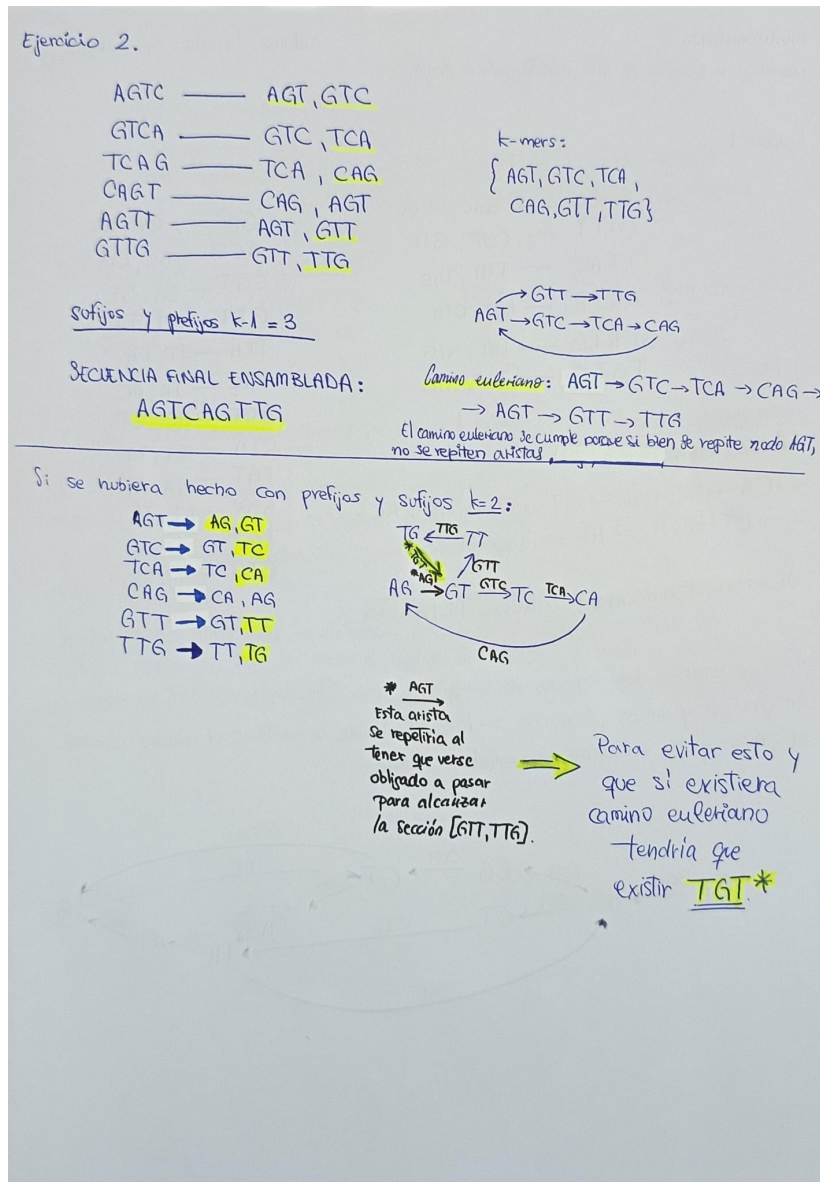 Ejercicio 2.
AGTC —— AGT, GTC
GTCA —— GTC, TCA
TCAG —— TCA, CAG
CAGT —— CAG, AGT
AGTT —— AGT, GTT
GTTG —— GTT, TTG
k-mers:
{ AGT, GTC, TCA,
CAG, GTT, TTG}
sufijos y prefijos k-1 = 3
→ GTT → TTG
AGT → GTC → TCA → CAG
SECUENCIA FINAL ENSAMBLADA:
AGTCAGTTG
Camino euleriano: AGT → GTC → TCA → CAG →
→ AGT → GTT → TTG
El camino euleriano se cumple porque si bien se repite nodo AGT,
no se repiten aristas
Si se hubiera hecho con prefijos y sufijos k=2:
AGT → AG, GT
GTC → GT, TC
TCA → TC, CA
CAG → CA, AG
GTT → GT, TT
TTG → TT, TG
TG ← TTG TT
* TGT
GTT
*AGT GTC TCA
AG → GT → TC → CA
CAG
* AGT
Esta arista
se repetiría al
tener que verse
obligado a pasar
para alcanzar
la sección [GTT, TTG].
Para evitar esto y
que sí existiera
camino euleriano
tendría que
existir TGT.*